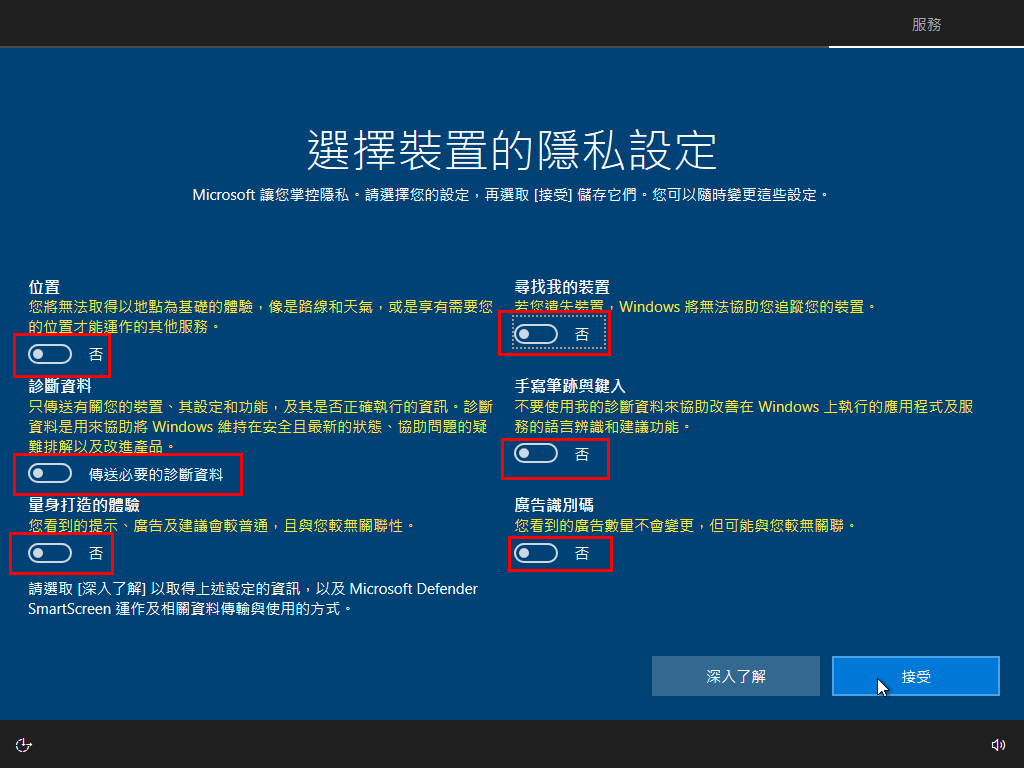 服務
選擇裝置的隱私設定
Microsoft 讓您掌控隱私。請選擇您的設定，再選取 [接受] 儲存它們。您可以隨時變更這些設定。
位置
您將無法取得以地點為基礎的體驗，像是路線和天氣，或是享有需要您
的位置才能運作的其他服務。
否
尋找我的裝置
若您遺失裝置，Windows 將無法協助您追蹤您的裝置。
否
診斷資料
只傳送有關您的裝置、其設定和功能，及其是否正確執行的資訊。診斷
資料是用來協助將 Windows 維持在安全且最新的狀態、協助問題的疑
難排解以及改進產品。
傳送必要的診斷資料
手寫筆跡與鍵入
不要使用我的診斷資料來協助改善在 Windows 上執行的應用程式及服
務的語言辨識和建議功能。
否
量身打造的體驗
您看到的提示、廣告及建議會較普通，且與您較無關聯性。
否
廣告識別碼
您看到的廣告數量不會變更，但可能與您較無關聯。
否
請選取 [深入了解] 以取得上述設定的資訊，以及 Microsoft Defender
SmartScreen 運作及相關資料傳輸與使用的方式。
深入了解
接受